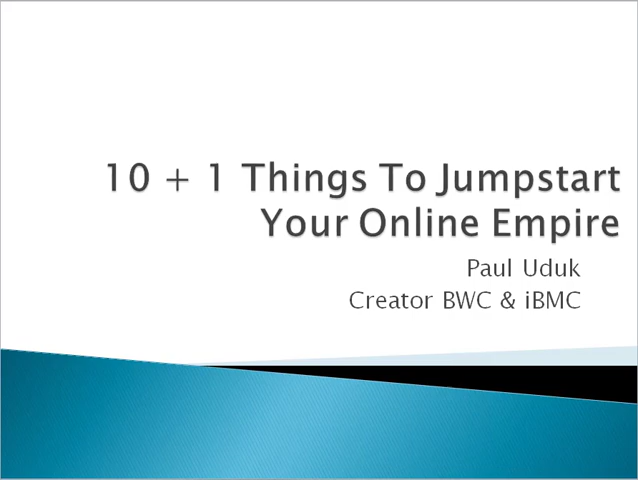 10 + 1 Things To Jumpstart
Your Online Empire
Paul Uduk
Creator BWC & iBMC